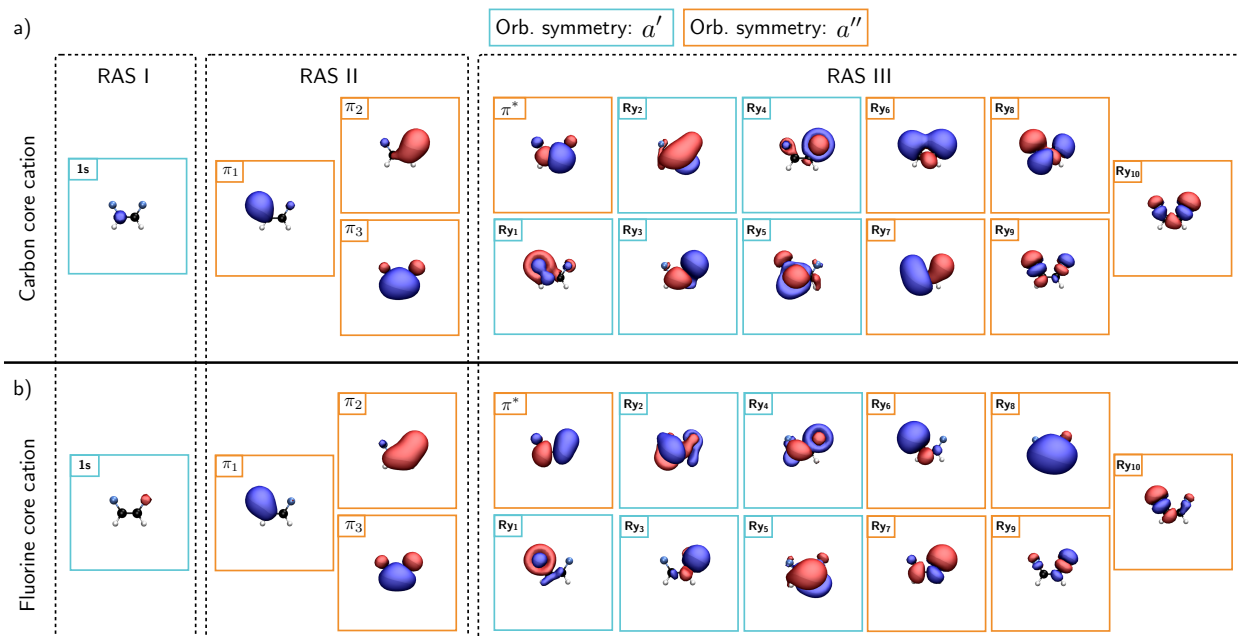 a)
Orb. symmetry: a′
Orb. symmetry: a″
RAS I
RAS II
RAS III
Carbon core cation
1s
π₁
π₂
π₃
π*
Ry₂
Ry₄
Ry₆
Ry₈
Ry₁₀
Ry₁
Ry₃
Ry₅
Ry₇
Ry₉
b)
Fluorine core cation
1s
π₁
π₂
π₃
π*
Ry₂
Ry₄
Ry₆
Ry₈
Ry₁₀
Ry₁
Ry₃
Ry₅
Ry₇
Ry₉